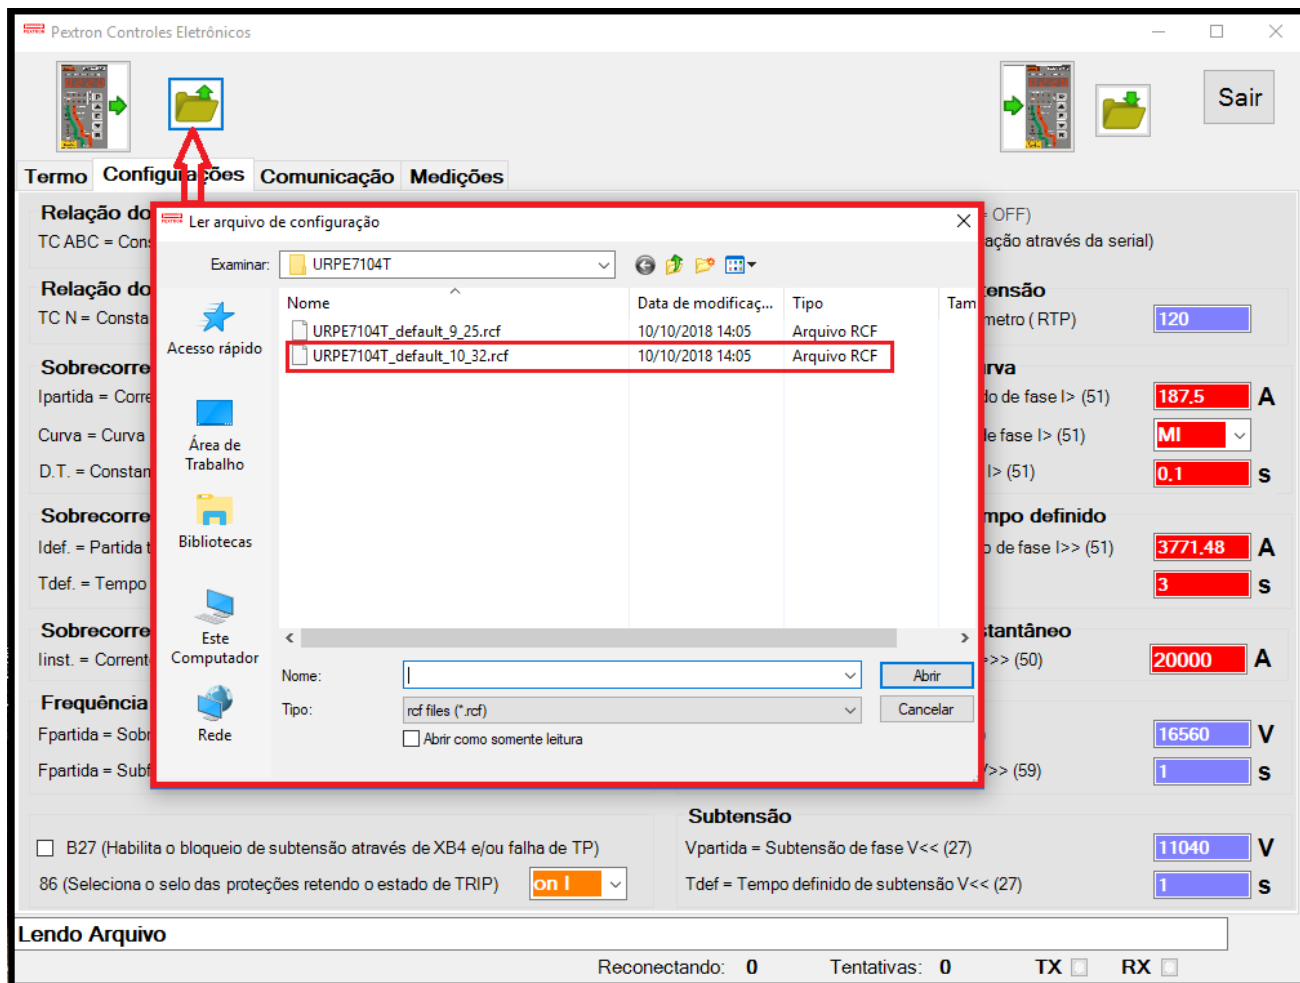 Pextron Controles Eletrônicos
Sair
Termo Configurações Comunicação Medições
Relação do
TC ABC = Cons
Relação do
TC N = Consta
Sobrecorre
Ipartida = Corre
Curva = Curva
D.T. = Constan
Sobrecorre
Idef. = Partida t
Tdef. = Tempo
Sobrecorre
Iinst. = Corrent
Frequência
Fpartida = Sobr
Fpartida = Subf
Ler arquivo de configuração
Examinar: URPE7104T
Nome Data de modificaç... Tipo Tam
URPE7104T_default_9_25.rcf 10/10/2018 14:05 Arquivo RCF
URPE7104T_default_10_32.rcf 10/10/2018 14:05 Arquivo RCF
Acesso rápido
Área de
Trabalho
Bibliotecas
Este
Computador
Rede
Nome: Abrir
Tipo: rcf files (*.rcf) Cancelar
Abrir como somente leitura
= OFF)
ação através da serial)
ensão
metro ( RTP) 120
rva
do de fase I> (51) 187.5 A
de fase I> (51) MI
I> (51) 0.1 s
mpo definido
o de fase I>> (51) 3771.48 A
3 s
stantâneo
>>> (50) 20000 A
) 16560 V
V>> (59) 1 s
B27 (Habilita o bloqueio de subtensão através de XB4 e/ou falha de TP)
86 (Seleciona o selo das proteções retendo o estado de TRIP) on I
Subtensão
Vpartida = Subtensão de fase V<< (27) 11040 V
Tdef = Tempo definido de subtensão V<< (27) 1 s
Lendo Arquivo
Reconectando: 0 Tentativas: 0 TX RX